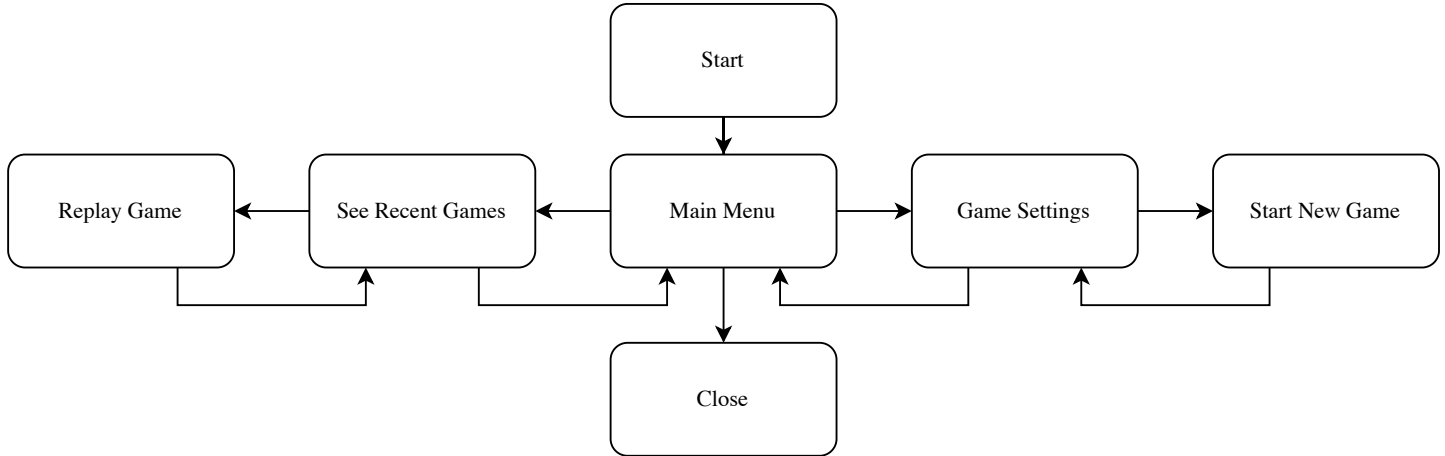 Start
Replay Game
See Recent Games
Main Menu
Game Settings
Start New Game
Close